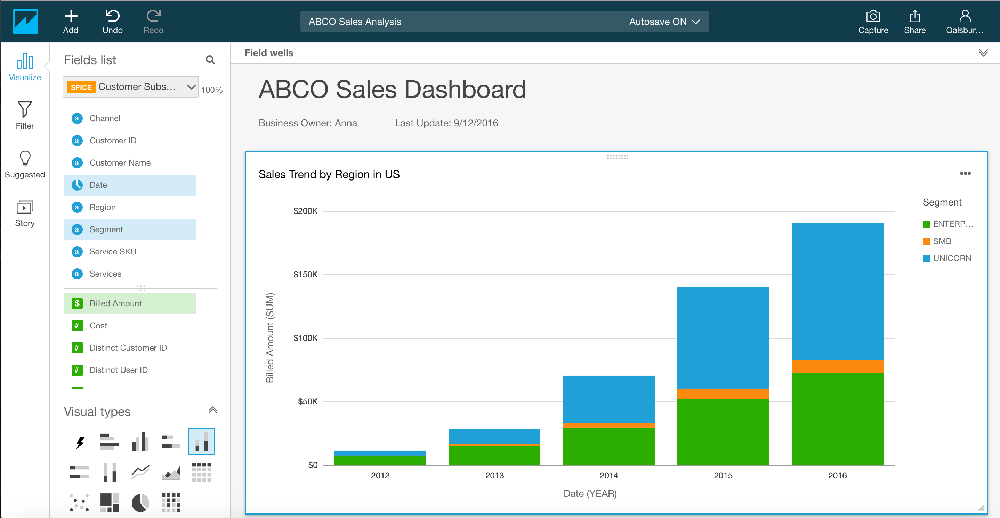 Add
Undo
Redo
ABCO Sales Analysis
Autosave ON
Capture
Share
Qalsbur...
Visualize
Filter
Suggested
Story
Fields list
SPICE Customer Subs...
100%
a Channel
a Customer ID
a Customer Name
Date
a Region
a Segment
a Service SKU
a Services
$ Billed Amount
# Cost
# Distinct Customer ID
# Distinct User ID
Visual types
Field wells
ABCO Sales Dashboard
Business Owner: Anna
Last Update: 9/12/2016
Sales Trend by Region in US
Billed Amount (SUM)
$200K
$150K
$100K
$50K
$0
2012
2013
2014
2015
2016
Date (YEAR)
Segment
ENTERP...
SMB
UNICORN